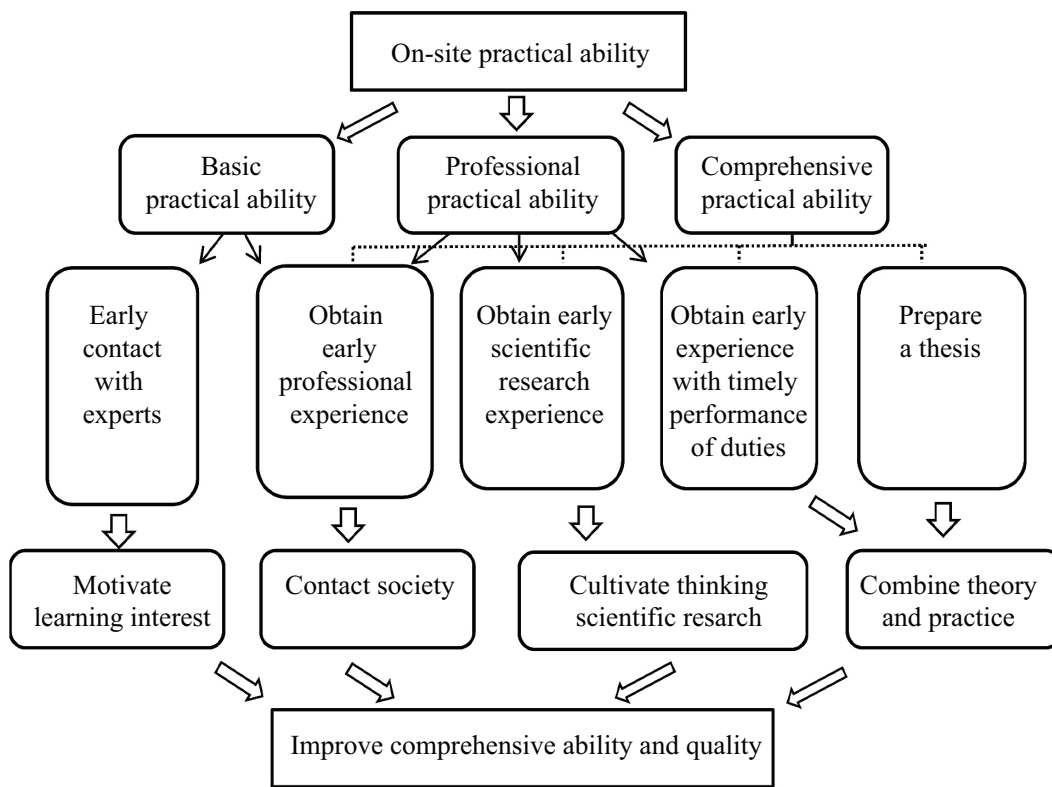 On-site practical ability
Basic
practical ability
Professional
practical ability
Comprehensive
practical ability
Early
contact
with
experts
Obtain
early
professional
experience
Obtain early
scientific
research
experience
Obtain early
experience
with timely
performance
of duties
Prepare
a thesis
Motivate
learning interest
Contact society
Cultivate thinking
scientific resarch
Combine theory
and practice
Improve comprehensive ability and quality